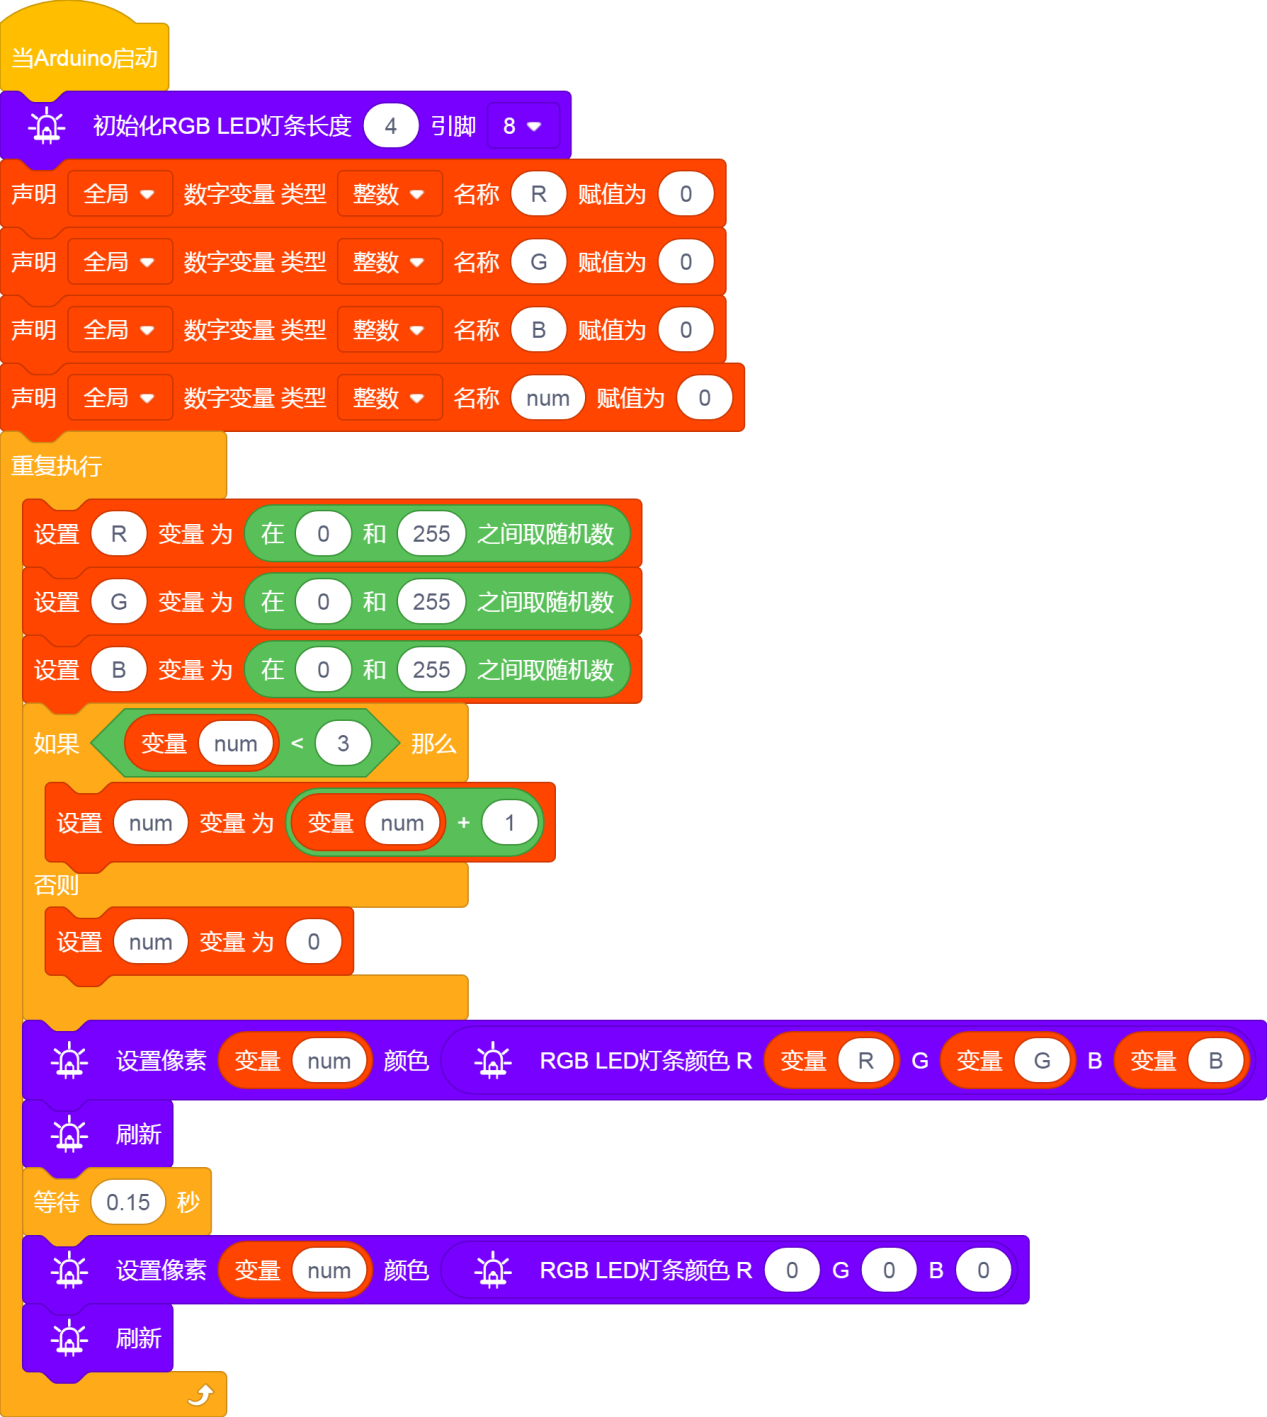 当Arduino启动
初始化RGB LED灯条长度 4 引脚 8
声明 全局 数字变量 类型 整数 名称 R 赋值为 0
声明 全局 数字变量 类型 整数 名称 G 赋值为 0
声明 全局 数字变量 类型 整数 名称 B 赋值为 0
声明 全局 数字变量 类型 整数 名称 num 赋值为 0
重复执行
设置 R 变量 为 在 0 和 255 之间取随机数
设置 G 变量 为 在 0 和 255 之间取随机数
设置 B 变量 为 在 0 和 255 之间取随机数
如果 变量 num < 3 那么
设置 num 变量 为 变量 num + 1
否则
设置 num 变量 为 0
设置像素 变量 num 颜色 RGB LED灯条颜色 R 变量 R G 变量 G B 变量 B
刷新
等待 0.15 秒
设置像素 变量 num 颜色 RGB LED灯条颜色 R 0 G 0 B 0
刷新